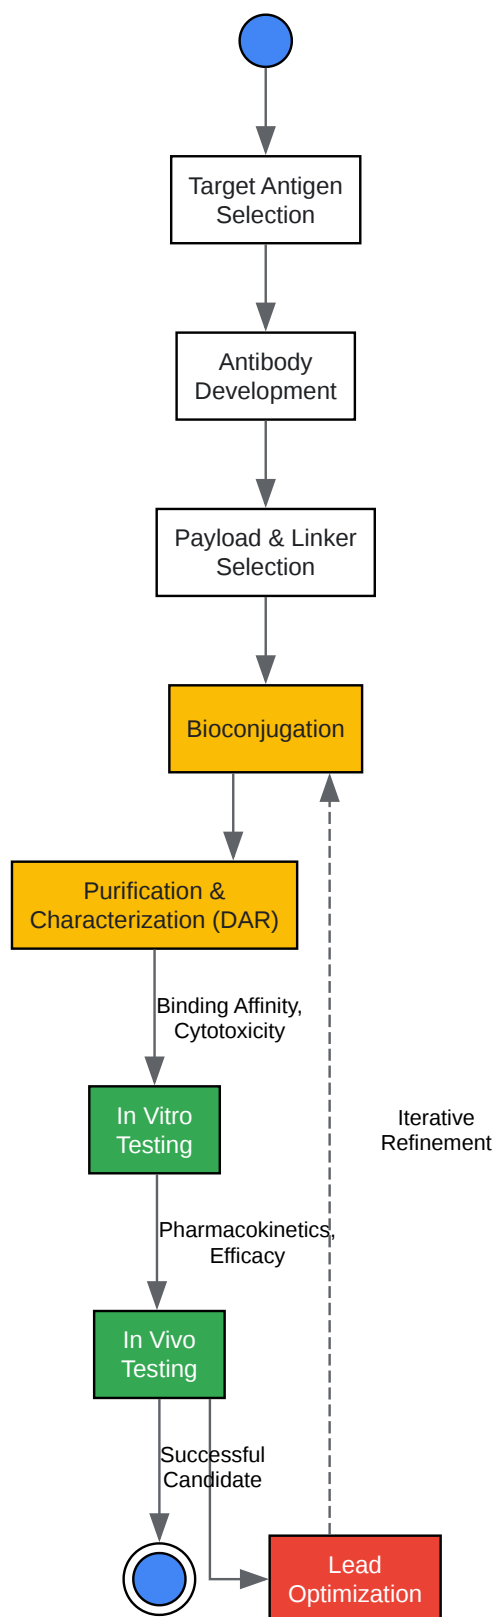 Target Antigen
Selection
Antibody
Development
Payload & Linker
Selection
Bioconjugation
Purification &
Characterization (DAR)
Binding Affinity,
Cytotoxicity
In Vitro
Testing
Iterative
Refinement
Pharmacokinetics,
Efficacy
In Vivo
Testing
Successful
Candidate
Lead
Optimization